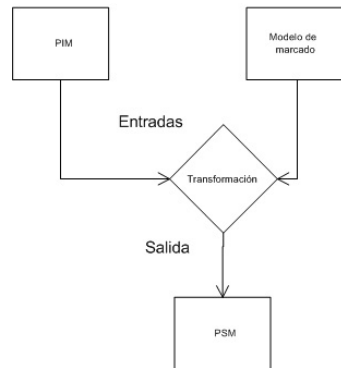 PIM
Modelo de
marcado
Entradas
Transformación
Salida
PSM